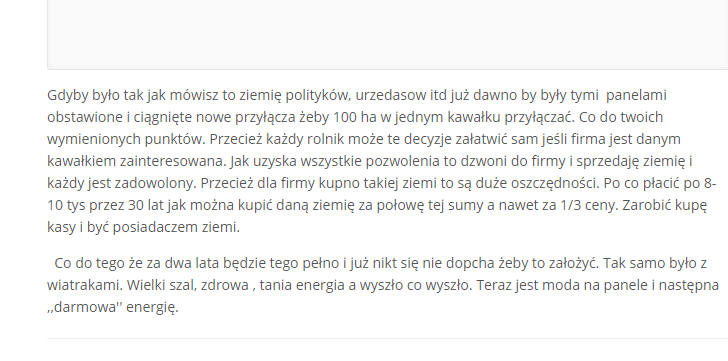 Gdyby było tak jak mówisz to ziemię polityków, urzedasow itd już dawno by były tymi  panelami
obstawione i ciągnięte nowe przyłącza żeby 100 ha w jednym kawałku przyłączać. Co do twoich
wymienionych punktów. Przecież każdy rolnik może te decyzje załatwić sam jeśli firma jest danym
kawałkiem zainteresowana. Jak uzyska wszystkie pozwolenia to dzwoni do firmy i sprzedaję ziemię i
każdy jest zadowolony. Przecież dla firmy kupno takiej ziemi to są duże oszczędności. Po co płacić po 8-
10 tys przez 30 lat jak można kupić daną ziemię za połowę tej sumy a nawet za 1/3 ceny. Zarobić kupę
kasy i być posiadaczem ziemi.
Co do tego że za dwa lata będzie tego pełno i już nikt się nie dopcha żeby to założyć. Tak samo było z
wiatrakami. Wielki szal, zdrowa , tania energia a wyszło co wyszło. Teraz jest moda na panele i następna
,,darmowa'' energię.